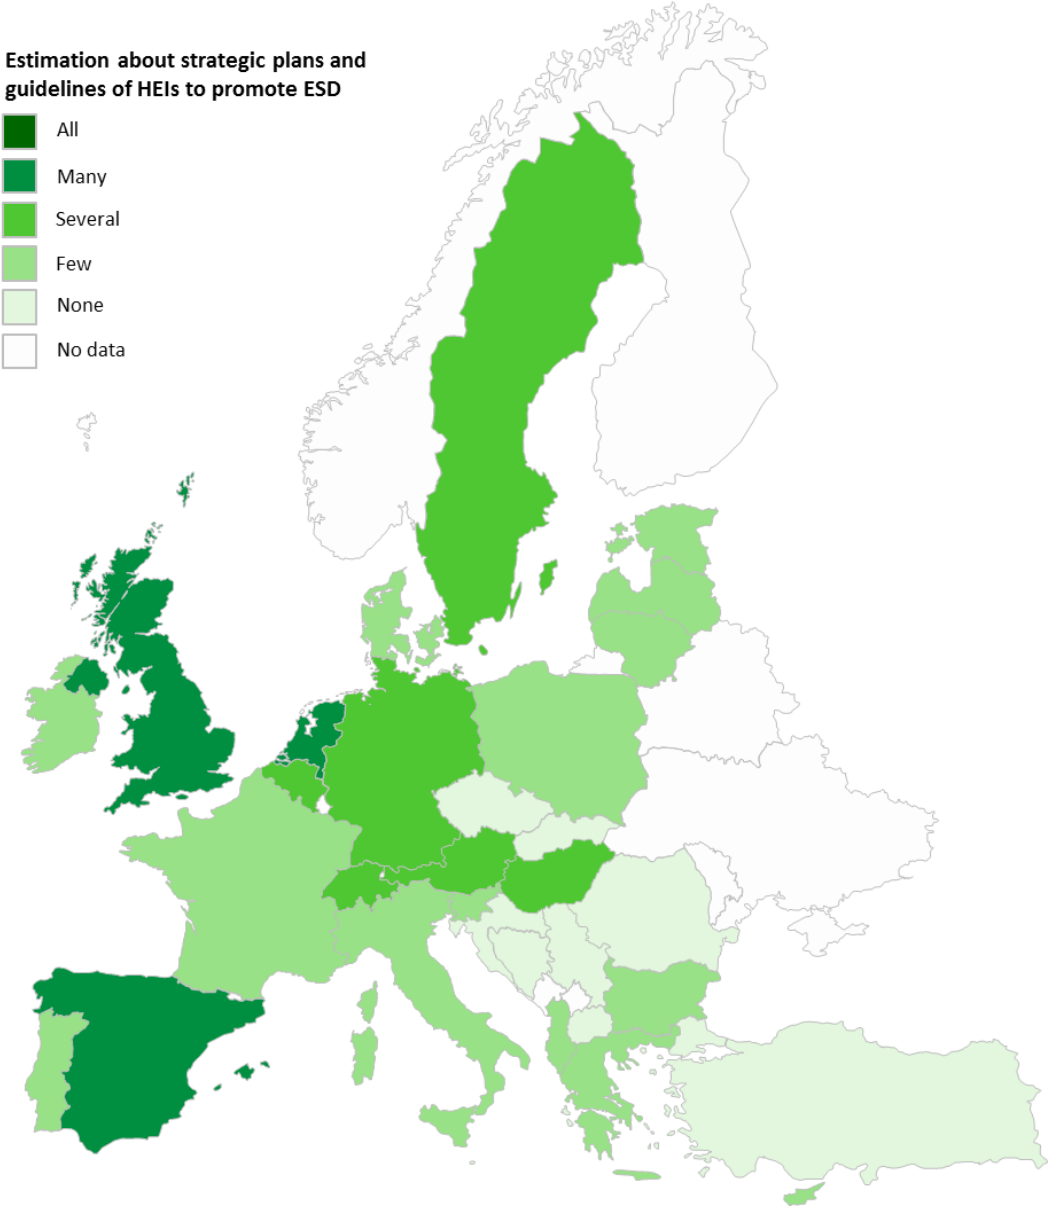 Estimation about strategic plans and
guidelines of HEIs to promote ESD
All
Many
Several
Few
None
No data